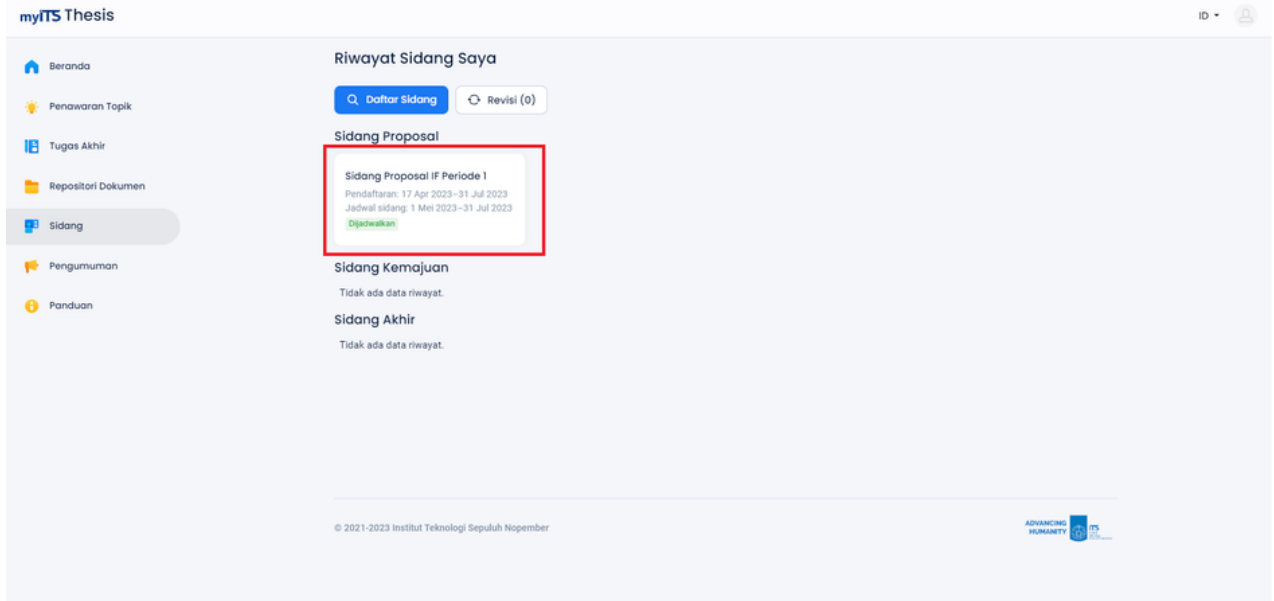 myITS Thesis
ID
Beranda
Penawaran Topik
Tugas Akhir
Repositori Dokumen
Sidang
Pengumuman
Panduan
Riwayat Sidang Saya
Daftar Sidang
Revisi (0)
Sidang Proposal
Sidang Proposal IF Periode 1
Pendaftaran: 17 Apr 2023–31 Jul 2023
Jadwal sidang: 1 Mei 2023–31 Jul 2023
Dijadwalkan
Sidang Kemajuan
Tidak ada data riwayat.
Sidang Akhir
Tidak ada data riwayat.
© 2021-2023 Institut Teknologi Sepuluh Nopember
ADVANCING
HUMANITY
ITS